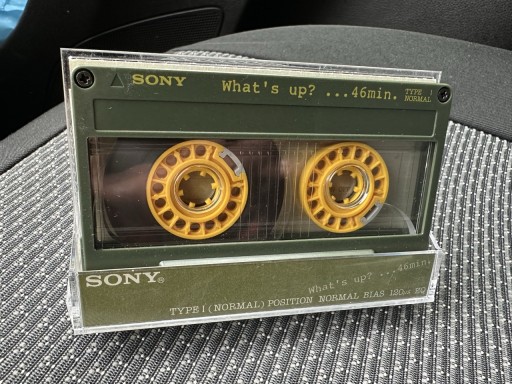 SONY What's up? ...46min. TYPE I
NORMAL
SONY®
What's up? ...46min.
TYPE I (NORMAL) POSITION NORMAL BIAS 120μs EQ